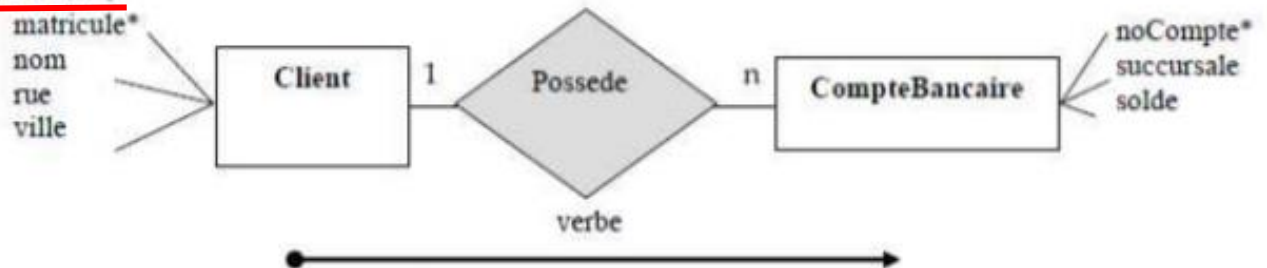 matricule*
nom
rue
ville
Client
1
Possede
n
CompteBancaire
noCompte*
succursale
solde
verbe